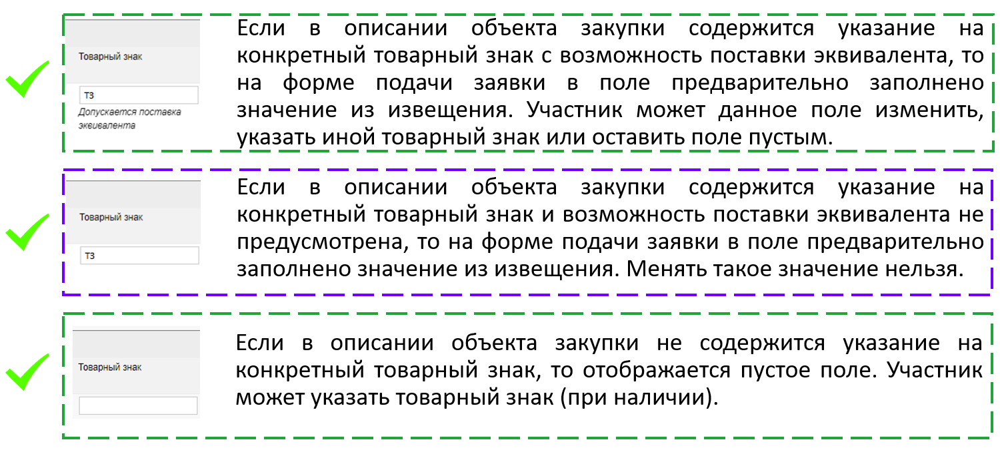 Товарный знак
ТЗ
Допускается поставка
эквивалента
Если в описании объекта закупки содержится указание на
конкретный товарный знак с возможность поставки эквивалента, то
на форме подачи заявки в поле предварительно заполнено
значение из извещения. Участник может данное поле изменить,
указать иной товарный знак или оставить поле пустым.
Товарный знак
ТЗ
Если в описании объекта закупки содержится указание на
конкретный товарный знак и возможность поставки эквивалента не
предусмотрена, то на форме подачи заявки в поле предварительно
заполнено значение из извещения. Менять такое значение нельзя.
Товарный знак
Если в описании объекта закупки не содержится указание на
конкретный товарный знак, то отображается пустое поле. Участник
может указать товарный знак (при наличии).